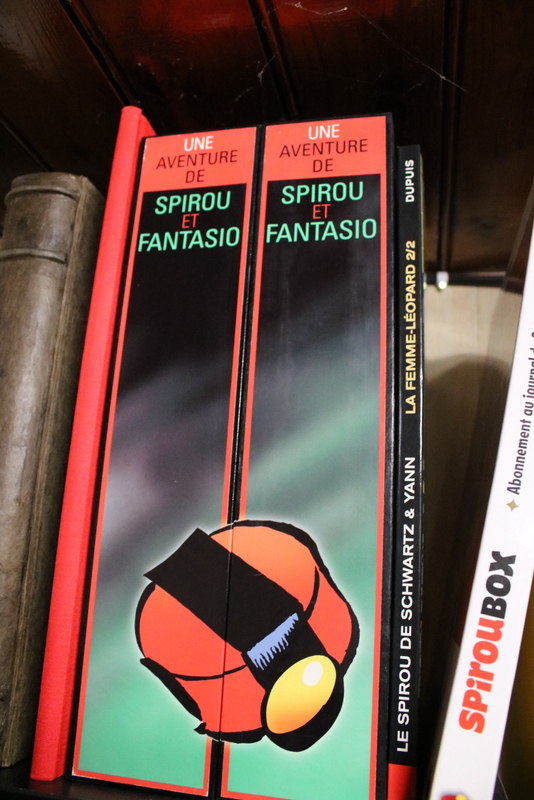 UNE
AVENTURE
DE
SPIROU
ET
FANTASIO
UNE
AVENTURE
DE
SPIROU
ET
FANTASIO
LE SPIROU DE SCHWARTZ & YANN LA FEMME-LÉOPARD 2/2 DUPUIS
SPIROUBOX Abonnement au journal de